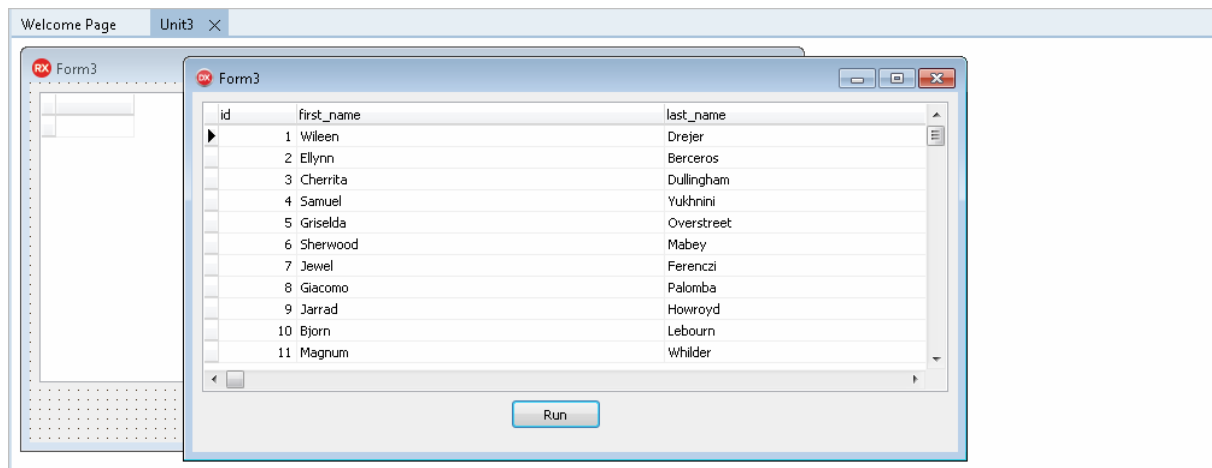 Welcome Page Unit3
RX Form3
DX Form3
id first_name last_name
1 Wileen Drejer
2 Ellynn Berceros
3 Cherrita Dullingham
4 Samuel Yukhnini
5 Griselda Overstreet
6 Sherwood Mabey
7 Jewel Ferenczi
8 Giacomo Palomba
9 Jarrad Howroyd
10 Bjorn Lebourn
11 Magnum Whilder
Run